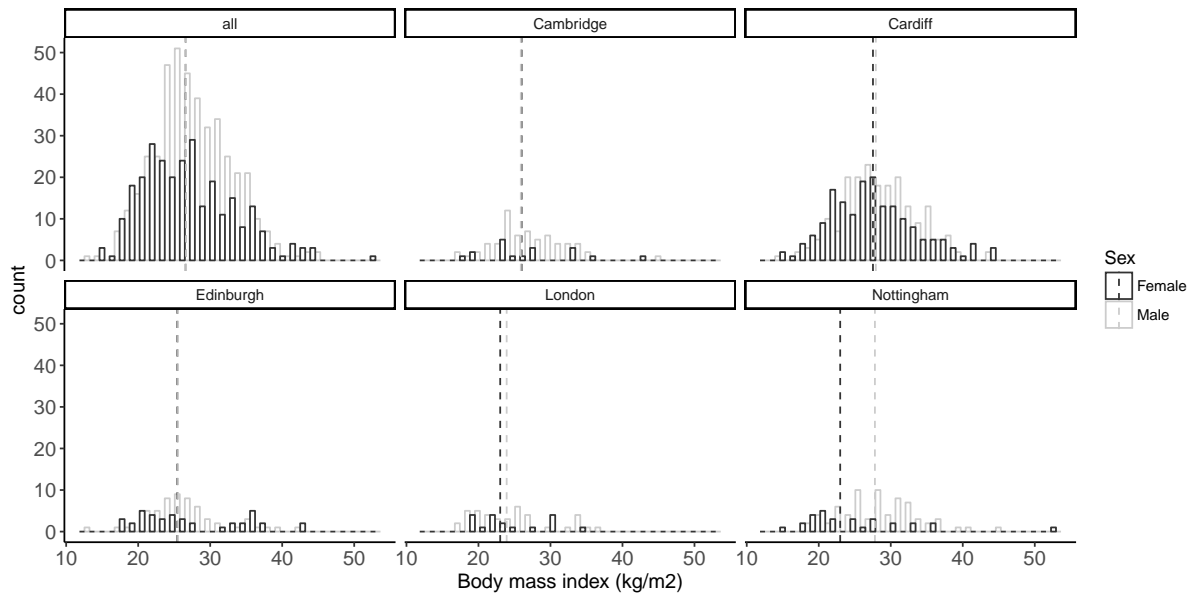 all Cambridge Cardiff
50
40
30
20
10
0
Edinburgh London Nottingham
50
40
30
20
10
0
10 20 30 40 50 10 20 30 40 50 10 20 30 40 50
Body mass index (kg/m2)
count
Sex
Female
Male